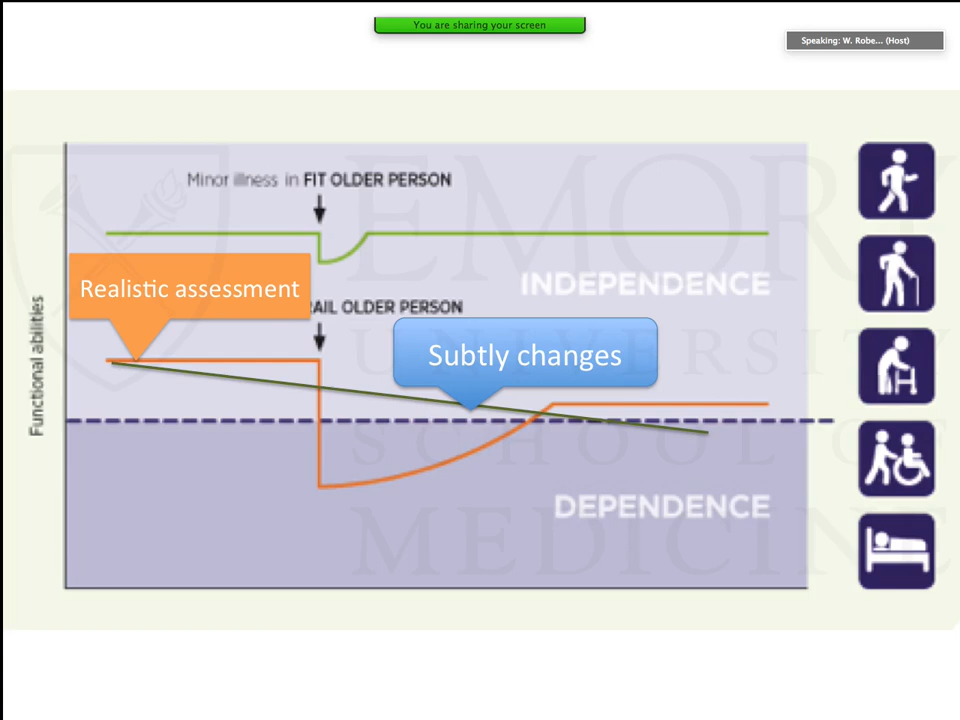 You are sharing your screen
Speaking: W. Robe... (Host)
Minor illness in FIT OLDER PERSON
INDEPENDENCE
Realistic assessment
OLDER PERSON
Subtly changes
Functional abilities
DEPENDENCE
EMORY
UNIVERSITY
SCHOOL OF
MEDICINE